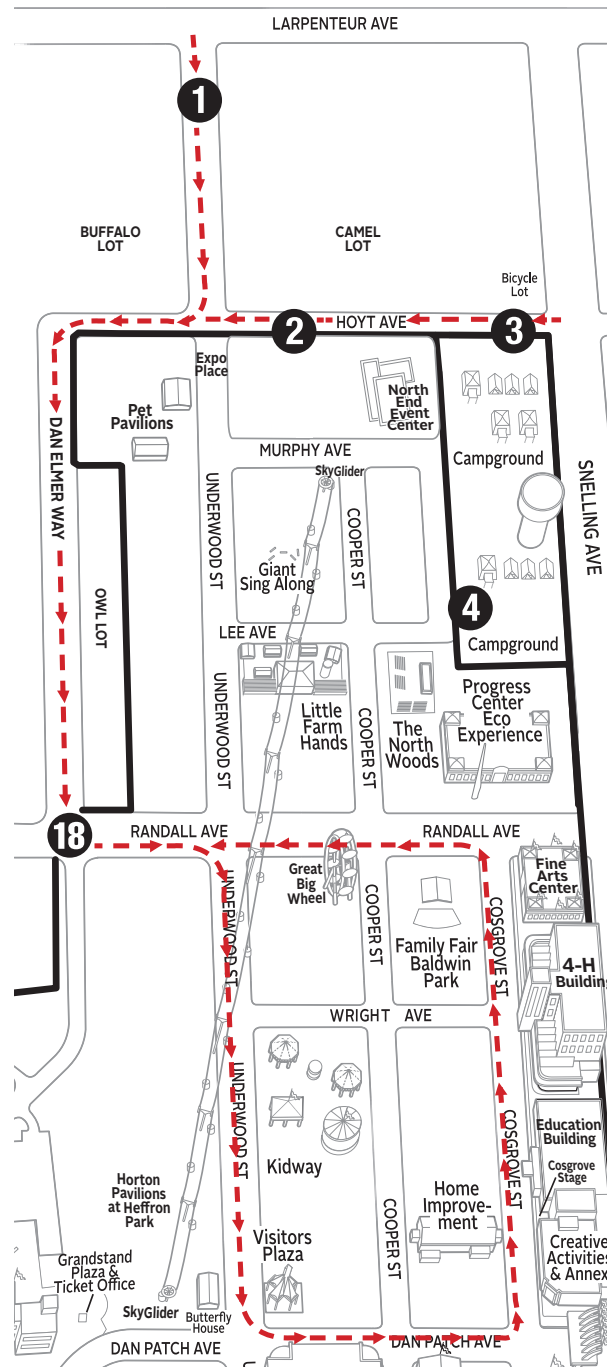 LARPENTEUR AVE
1
BUFFALO
LOT
CAMEL
LOT
Bicycle
Lot
HOYT AVE
2
3
Expo
Place
Pet
Pavilions
North
End
Event
Center
DAN ELMER WAY
MURPHY AVE
SkyGlider
Campground
SNELLING AVE
UNDERWOOD ST
COOPER ST
Giant
Sing Along
OWL LOT
4
LEE AVE
Campground
UNDERWOOD ST
Little
Farm
Hands
COOPER ST
The
North
Woods
Progress
Center
Eco
Experience
18
RANDALL AVE
RANDALL AVE
Great
Big
Wheel
Fine
Arts
Center
UNDERWOOD ST
COOPER ST
Family Fair
Baldwin
Park
COSGROVE ST
4-H
Building
WRIGHT AVE
UNDERWOOD ST
Kidway
COSGROVE ST
Education
Building
Cosgrove
Stage
Horton
Pavilions
at Heffron
Park
COOPER ST
Home
Improve-
ment
Visitors
Plaza
Creative
Activities
& Annex
Grandstand
Plaza &
Ticket Office
SkyGlider
Butterfly
House
DAN PATCH AVE
DAN PATCH AVE